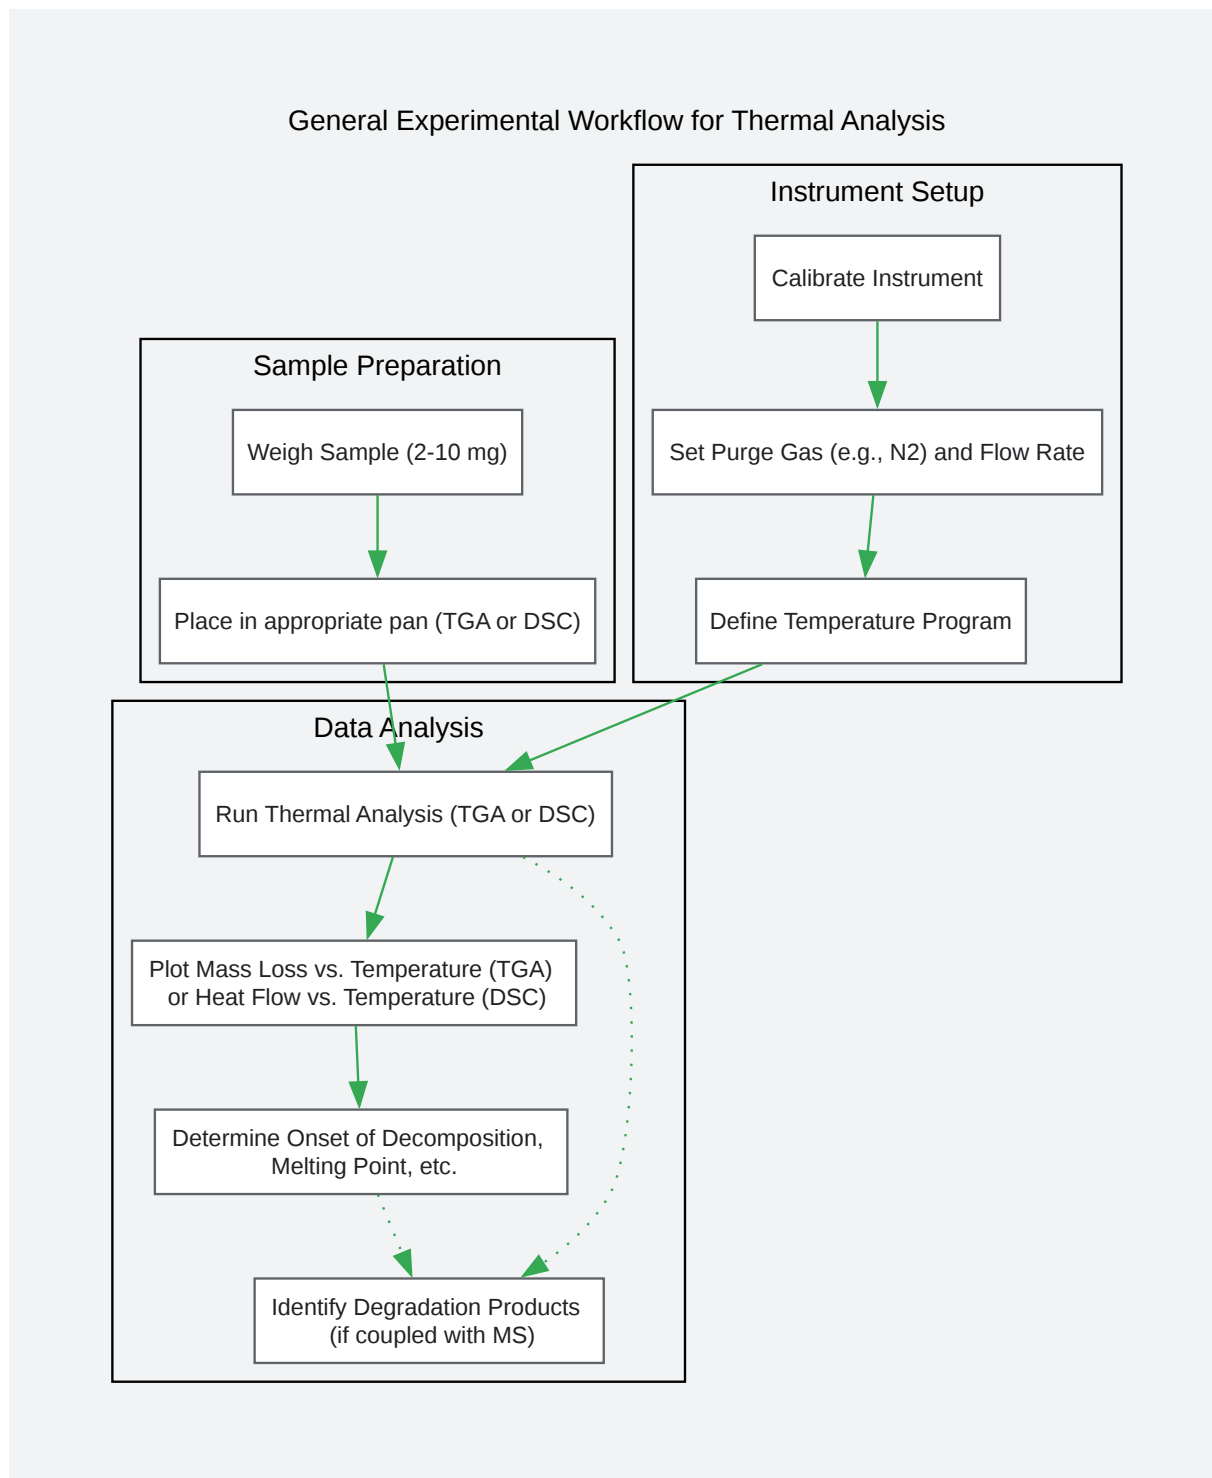 General Experimental Workflow for Thermal Analysis
Instrument Setup
Calibrate Instrument
Set Purge Gas (e.g., N2) and Flow Rate
Define Temperature Program
Sample Preparation
Weigh Sample (2-10 mg)
Place in appropriate pan (TGA or DSC)
Data Analysis
Run Thermal Analysis (TGA or DSC)
Plot Mass Loss vs. Temperature (TGA)
or Heat Flow vs. Temperature (DSC)
Determine Onset of Decomposition,
Melting Point, etc.
Identify Degradation Products
(if coupled with MS)